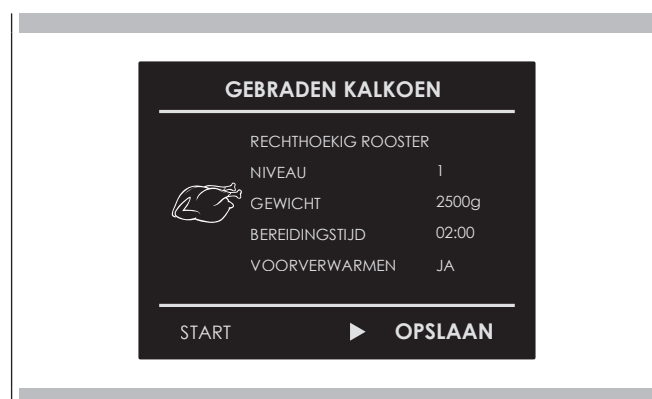 GEBRADEN KALKOEN
RECHTHOEKIG ROOSTER
NIVEAU 1
GEWICHT 2500g
BEREIDINGSTIJD 02:00
VOORVERWARMEN JA
START ▶ OPSLAAN